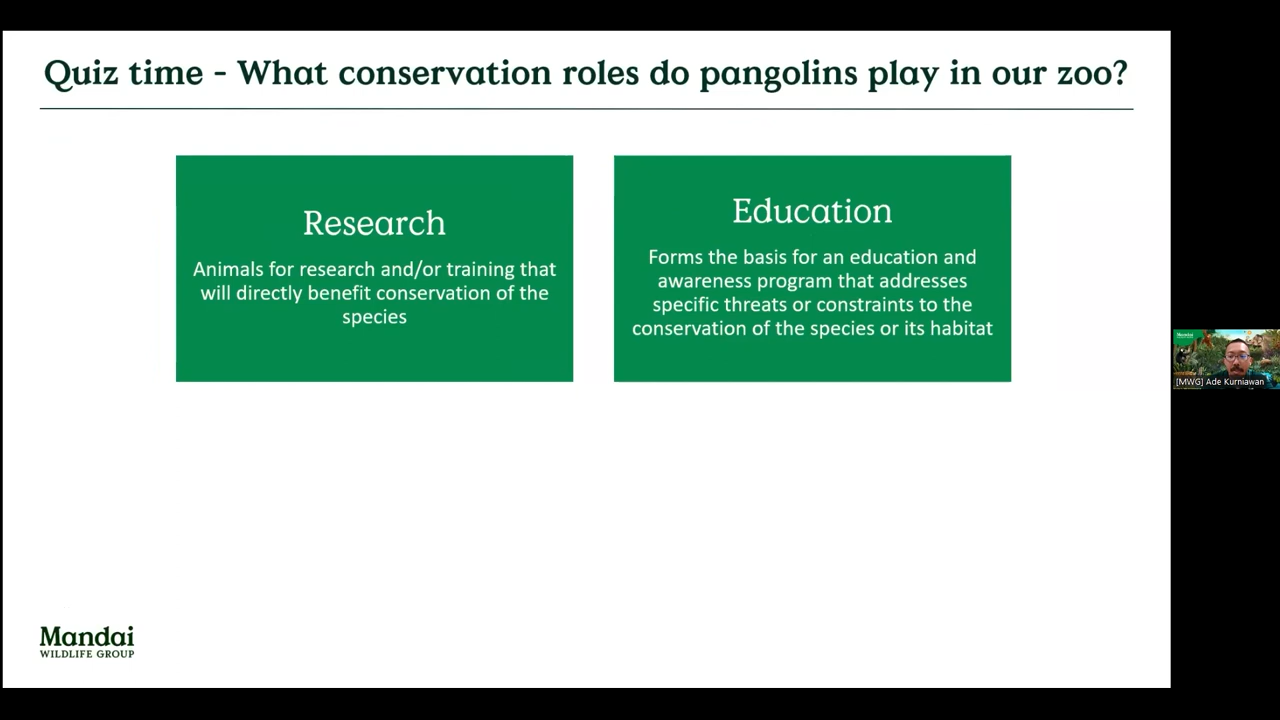 Quiz time - What conservation roles do pangolins play in our zoo?
Research
Animals for research and/or training that
will directly benefit conservation of the
species
Education
Forms the basis for an education and
awareness program that addresses
specific threats or constraints to the
conservation of the species or its habitat
Mandai
WILDLIFE GROUP
Mandai
[MWG] Ade Kurniawan